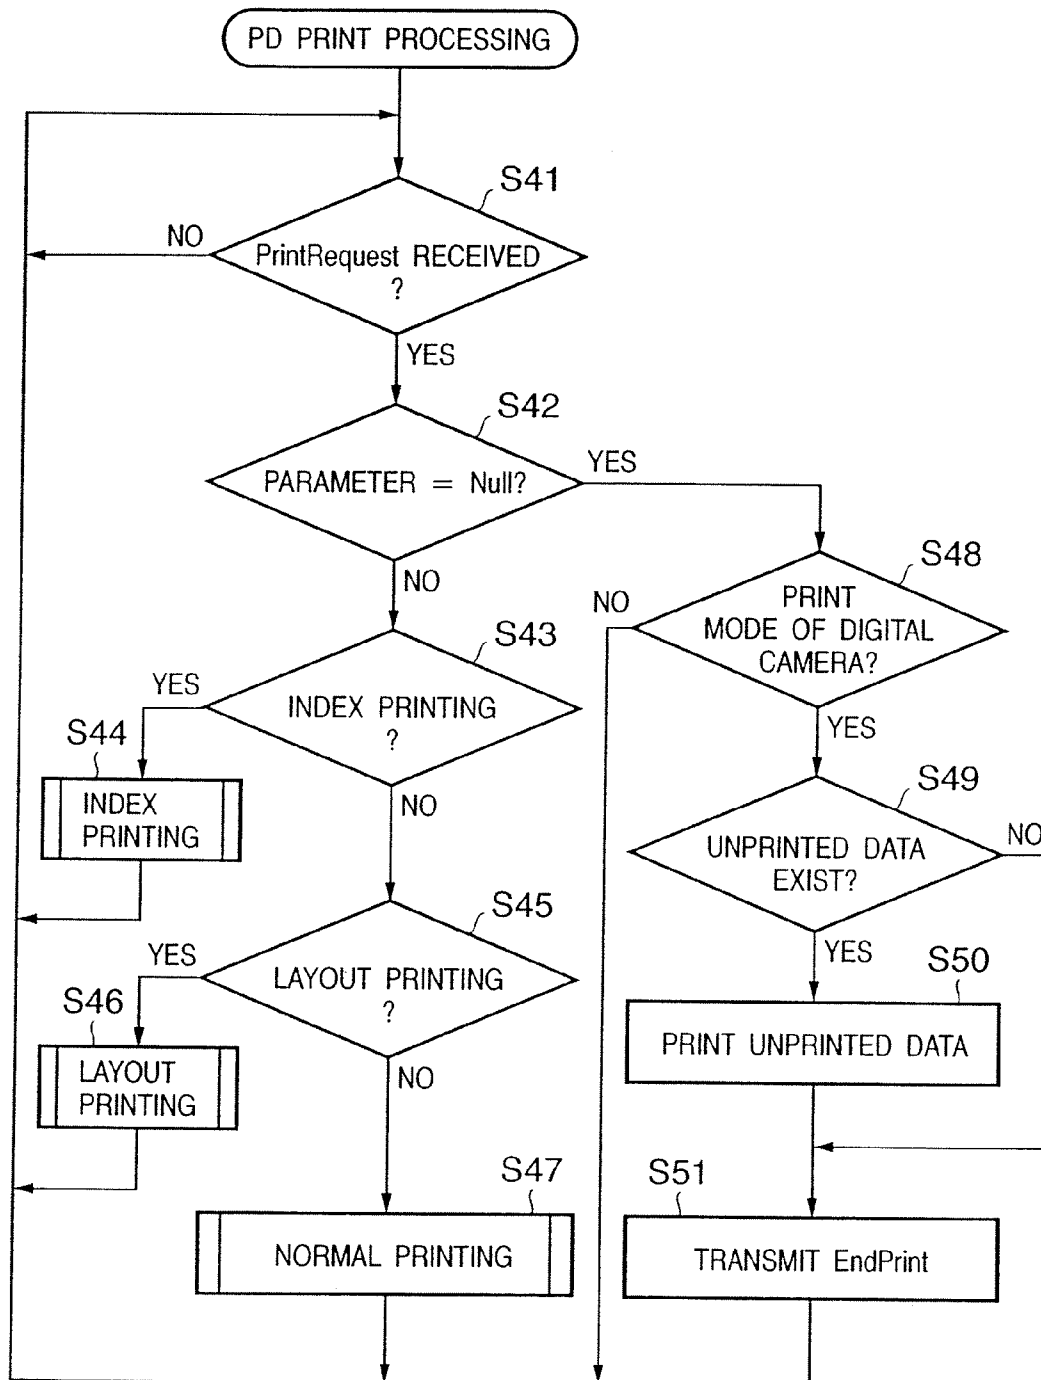 PD PRINT PROCESSING
S41
NO
PrintRequest RECEIVED
?
YES
S42
PARAMETER = Null?
YES
NO
S48
NO
PRINT
MODE OF DIGITAL
CAMERA?
YES
S43
YES
INDEX PRINTING
?
NO
S44
INDEX
PRINTING
S49
UNPRINTED DATA
EXIST?
NO
YES
S45
YES
LAYOUT PRINTING
?
NO
S46
LAYOUT
PRINTING
S50
PRINT UNPRINTED DATA
S47
NORMAL PRINTING
S51
TRANSMIT EndPrint